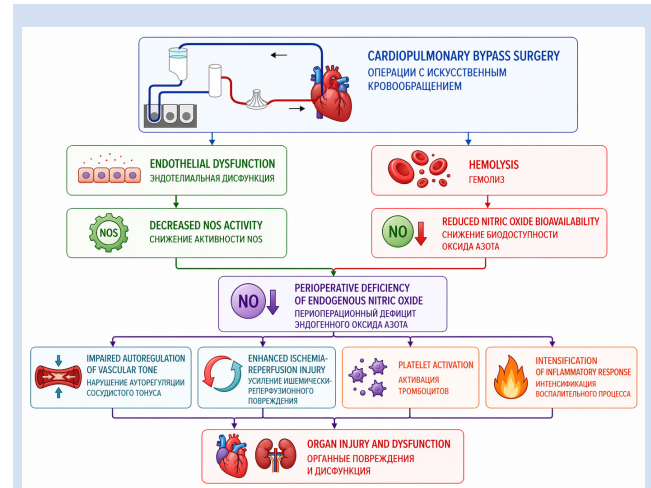 CARDIOPULMONARY BYPASS SURGERY
ОПЕРАЦИИ С ИСКУССТВЕННЫМ
КРОВООБРАЩЕНИЕМ
ENDOTHELIAL DYSFUNCTION
ЭНДОТЕЛИАЛЬНАЯ ДИСФУНКЦИЯ
HEMOLYSIS
ГЕМОЛИЗ
NOS
DECREASED NOS ACTIVITY
СНИЖЕНИЕ АКТИВНОСТИ NOS
NO
REDUCED NITRIC OXIDE BIOAVAILABILITY
СНИЖЕНИЕ БИОДОСТУПНОСТИ
ОКСИДА АЗОТА
NO
PERIOPERATIVE DEFICIENCY
OF ENDOGENOUS NITRIC OXIDE
ПЕРИОПЕРАЦИОННЫЙ ДЕФИЦИТ
ЭНДОГЕННОГО ОКСИДА АЗОТА
IMPAIRED AUTOREGULATION
OF VASCULAR TONE
НАРУШЕНИЕ АУТОРЕГУЛЯЦИИ
СОСУДИСТОГО ТОНУСА
ENHANCED ISCHEMIA-
REPERFUSION INJURY
УСИЛЕНИЕ ИШЕМИЧЕСКИ-
РЕПЕРФУЗИОННОГО
ПОВРЕЖДЕНИЯ
PLATELET ACTIVATION
АКТИВАЦИЯ
ТРОМБОЦИТОВ
INTENSIFICATION
OF INFLAMMATORY RESPONSE
ИНТЕНСИФИКАЦИЯ
ВОСПАЛИТЕЛЬНОГО ПРОЦЕССА
ORGAN INJURY AND DYSFUNCTION
ОРГАННЫЕ ПОВРЕЖДЕНИЯ
И ДИСФУНКЦИЯ